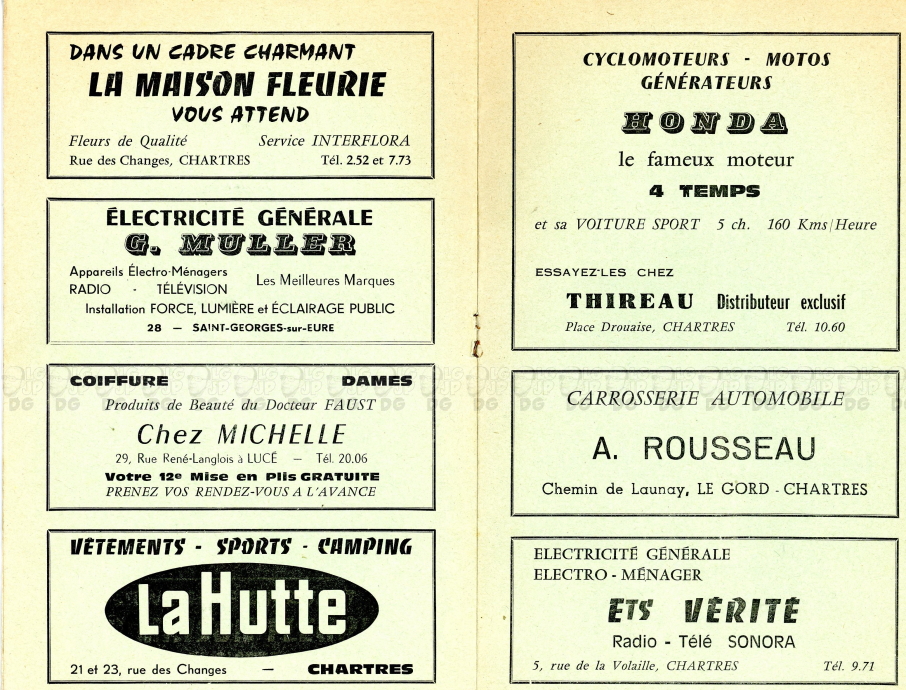 DANS UN CADRE CHARMANT
LA MAISON FLEURIE
VOUS ATTEND
Fleurs de Qualité Service INTERFLORA
Rue des Changes, CHARTRES Tél. 2.52 et 7.73
ÉLECTRICITÉ GÉNÉRALE
G. MULLER
Appareils Électro-Ménagers
RADIO - TÉLÉVISION
Les Meilleures Marques
Installation FORCE, LUMIÈRE et ÉCLAIRAGE PUBLIC
28 — SAINT-GEORGES-sur-EURE
COIFFURE DAMES
Produits de Beauté du Docteur FAUST
Chez MICHELLE
29, Rue René-Langlois à LUCÉ — Tél. 20.06
Votre 12e Mise en Plis GRATUITE
PRENEZ VOS RENDEZ-VOUS A L'AVANCE
VÊTEMENTS - SPORTS - CAMPING
La Hutte
21 et 23, rue des Changes — CHARTRES
CYCLOMOTEURS - MOTOS
GÉNÉRATEURS
HONDA
le fameux moteur
4 TEMPS
et sa VOITURE SPORT 5 ch. 160 Kms/Heure
ESSAYEZ-LES CHEZ
THIREAU Distributeur exclusif
Place Drouaise, CHARTRES Tél. 10.60
CARROSSERIE AUTOMOBILE
A. ROUSSEAU
Chemin de Launay, LE GORD - CHARTRES
ELECTRICITÉ GÉNÉRALE
ELECTRO - MÉNAGER
ETS VÉRITÉ
Radio - Télé SONORA
5, rue de la Volaille, CHARTRES Tél. 9.71